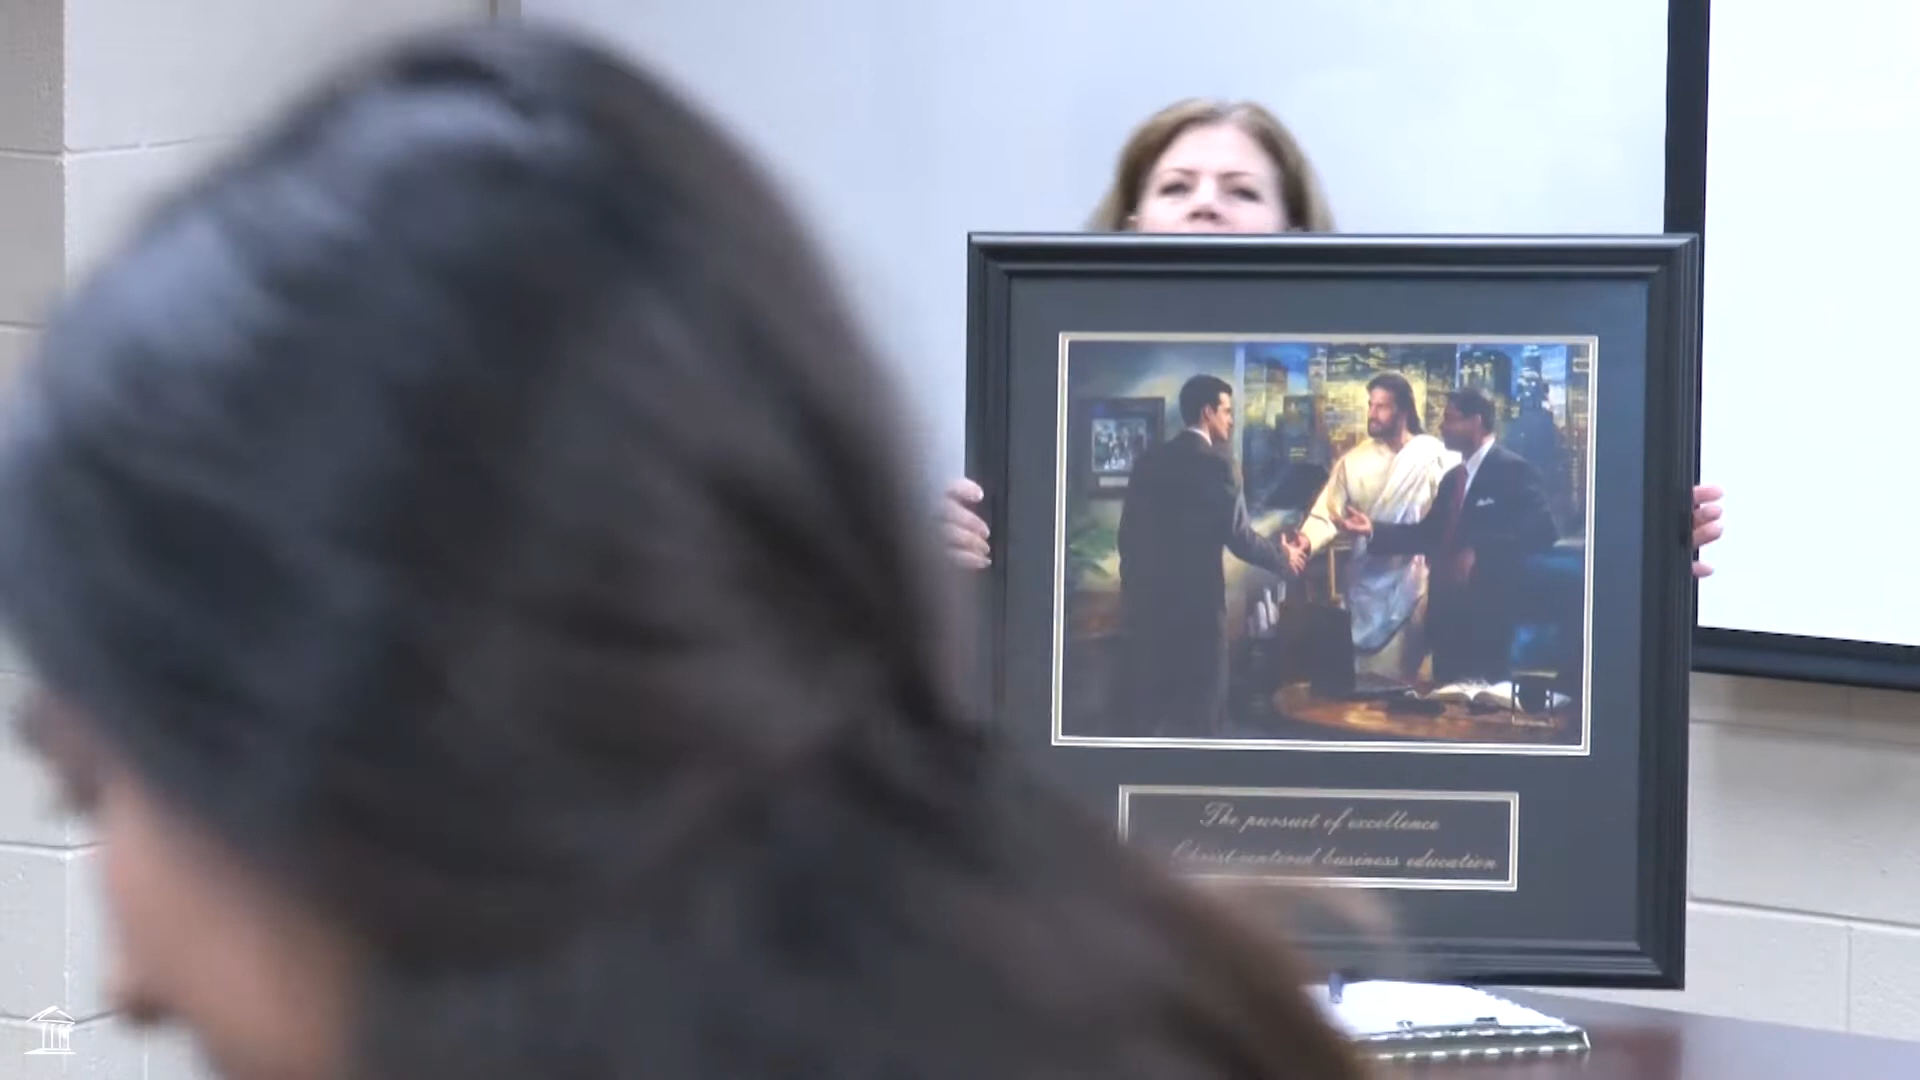 The pursuit of excellence
Christ-centered business education